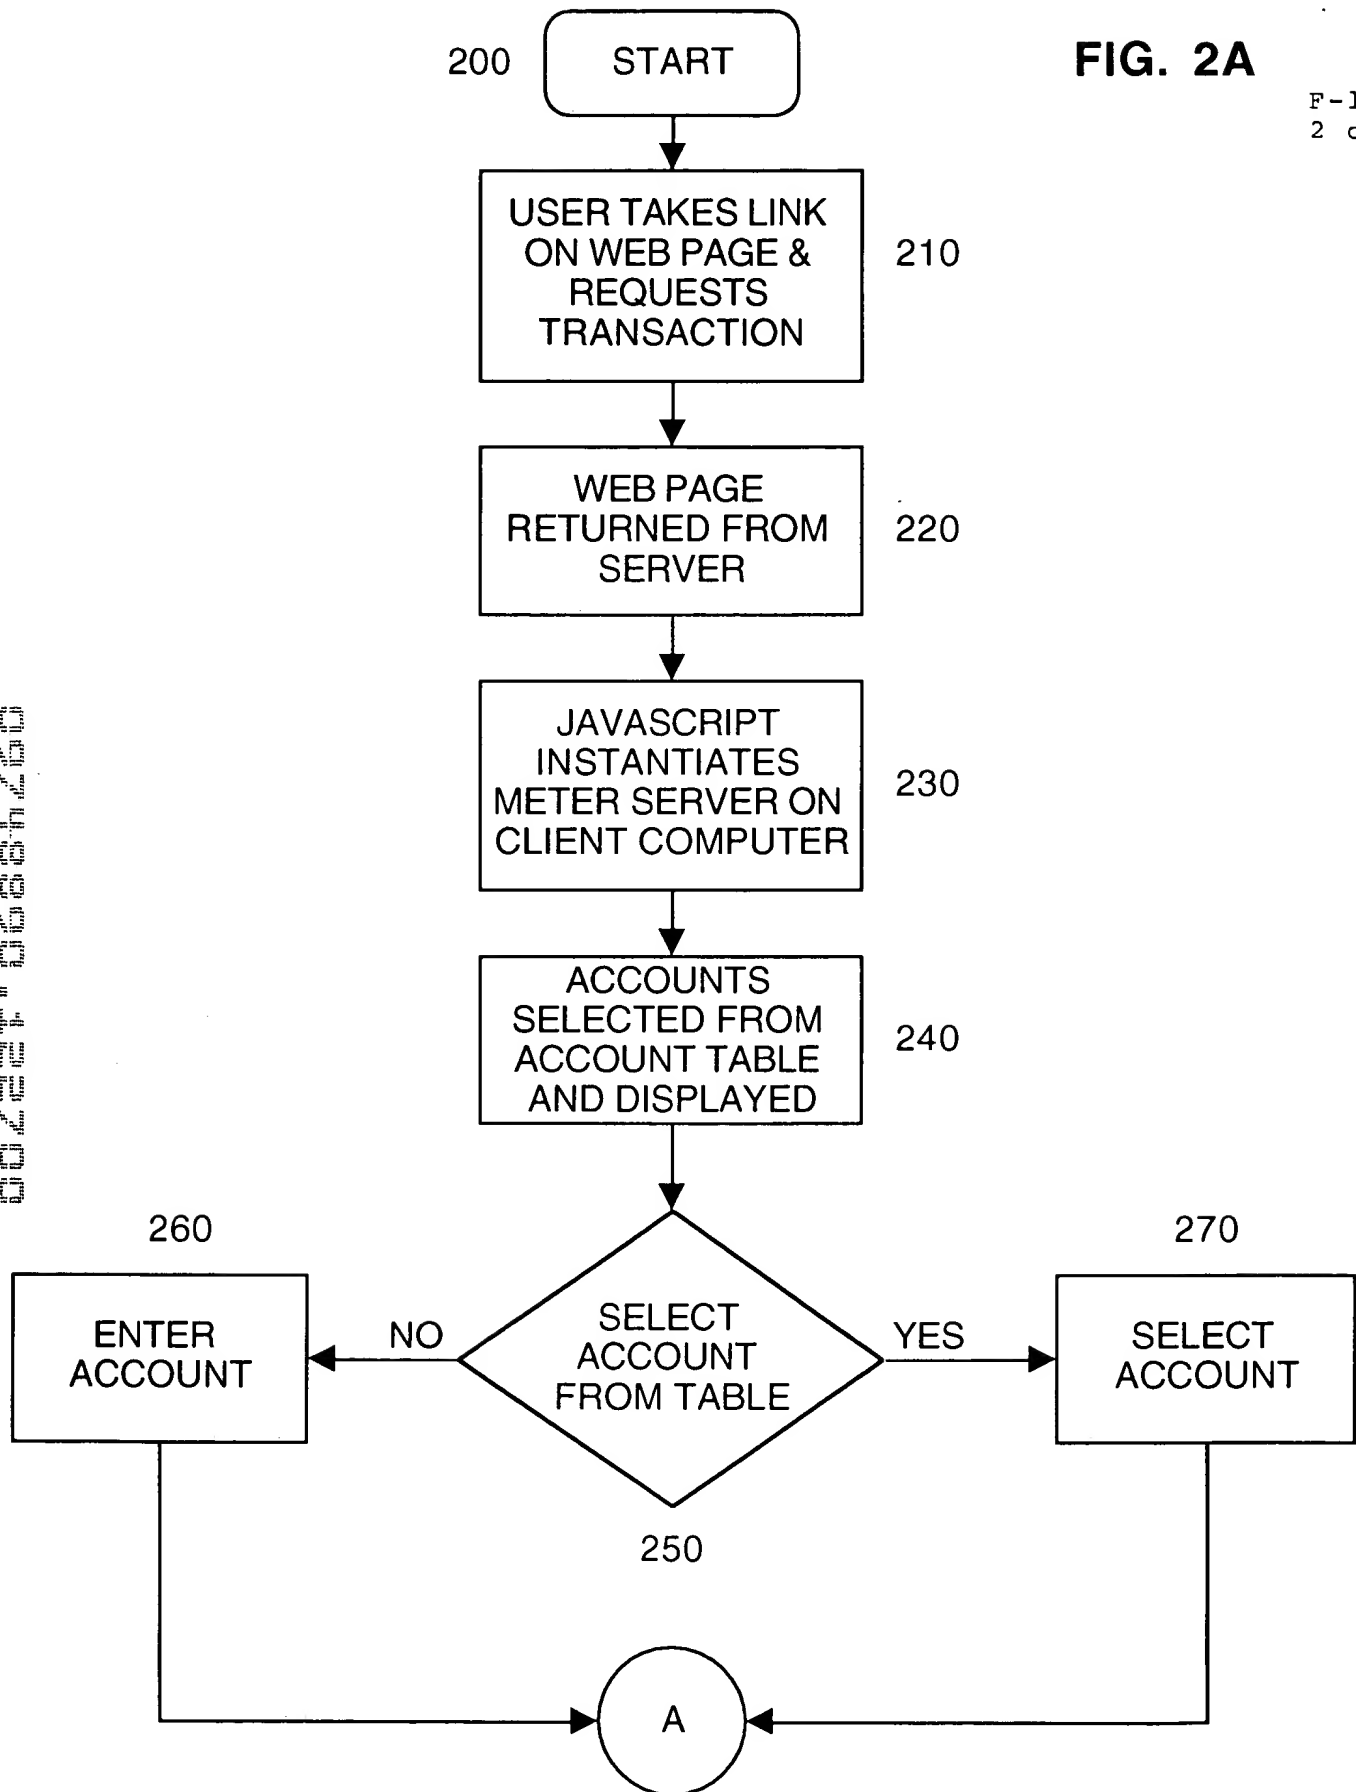 200
START
FIG. 2A
2
USER TAKES LINK
ON WEB PAGE &
REQUESTS
TRANSACTION
210
WEB PAGE
RETURNED FROM
SERVER
220
JAVASCRIPT
INSTANTIATES
METER SERVER ON
CLIENT COMPUTER
230
ACCOUNTS
SELECTED FROM
ACCOUNT TABLE
AND DISPLAYED
240
260
270
ENTER
ACCOUNT
NO
SELECT
ACCOUNT
FROM TABLE
YES
SELECT
ACCOUNT
250
A